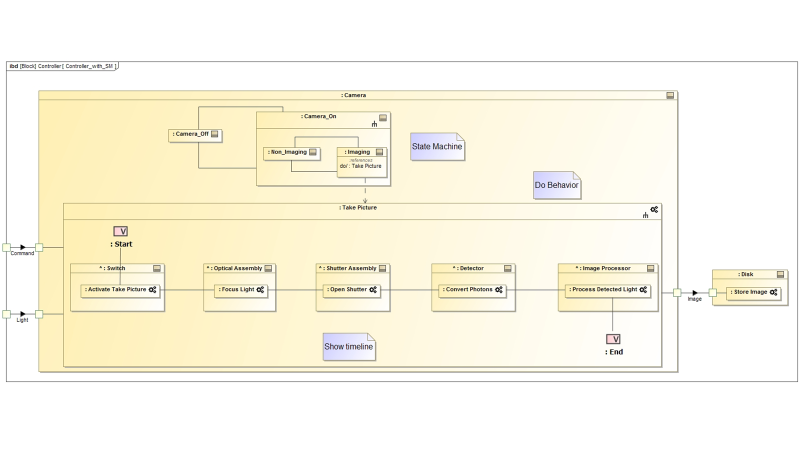 ibd [Block] Controller [ Controller_with_SM ]
: Camera
: Camera_On
: Camera_Off
State Machine
: Non_Imaging
: Imaging
references
do/ : Take Picture
Do Behavior
: Take Picture
V
: Start
Command
* : Switch
* : Optical Assembly
* : Shutter Assembly
* : Detector
* : Image Processor
: Disk
: Activate Take Picture
: Focus Light
: Open Shutter
: Convert Photons
: Process Detected Light
: Store Image
Image
Light
V
Show timeline
: End